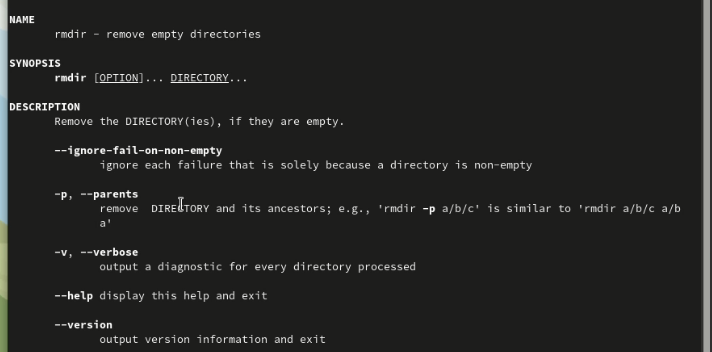 NAME
rmdir - remove empty directories
SYNOPSIS
rmdir [OPTION]... DIRECTORY...
DESCRIPTION
Remove the DIRECTORY(ies), if they are empty.
--ignore-fail-on-non-empty
ignore each failure that is solely because a directory is non-empty
-p, --parents
remove  DIRECTORY and its ancestors; e.g., 'rmdir -p a/b/c' is similar to 'rmdir a/b/c a/b
a'
-v, --verbose
output a diagnostic for every directory processed
--help display this help and exit
--version
output version information and exit